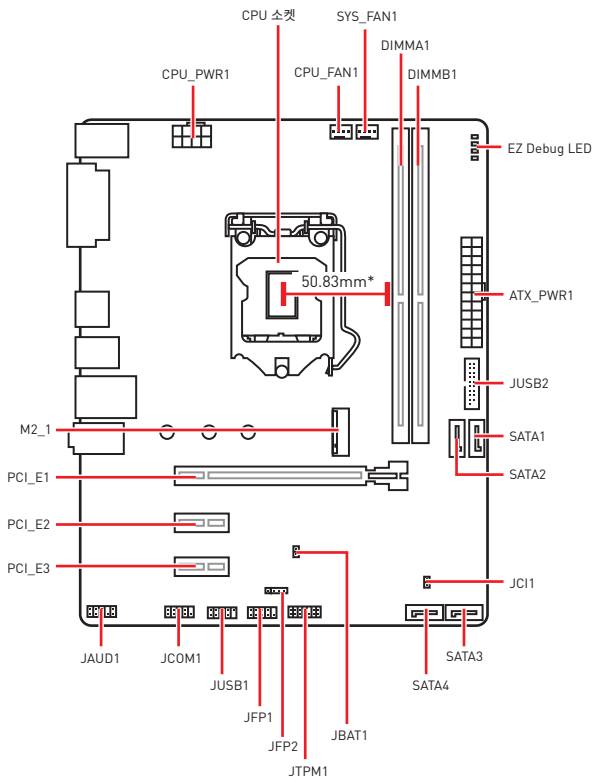 CPU 소켓
SYS_FAN1
DIMMA1
CPU_PWR1
CPU_FAN1
DIMMB1
EZ Debug LED
50.83mm*
ATX_PWR1
JUSB2
M2_1
SATA1
SATA2
PCI_E1
PCI_E2
PCI_E3
JCI1
JAUD1
JCOM1
SATA3
JUSB1
SATA4
JFP1
JBAT1
JFP2
JTPM1